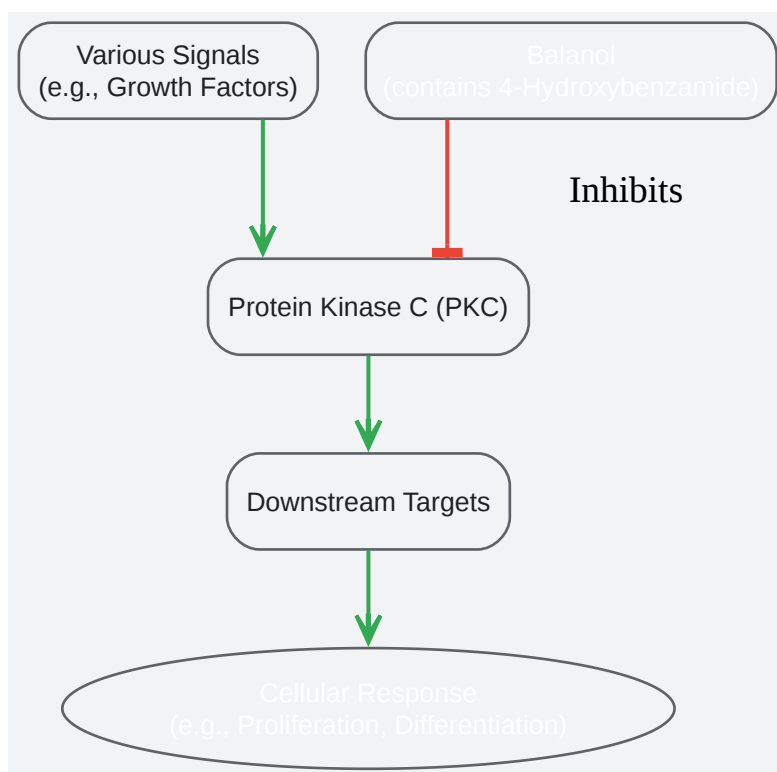 Various Signals
(e.g., Growth Factors)
Balanol
(contains 4-Hydroxybenzamide)
Inhibits
Protein Kinase C (PKC)
Downstream Targets
Cellular Response
(e.g., Proliferation, Differentiation)